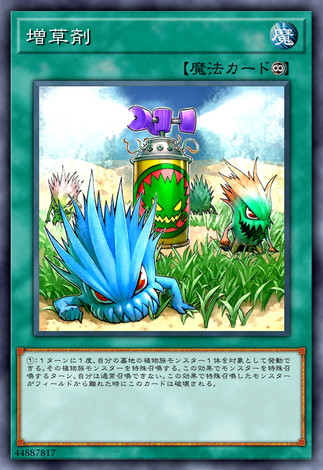 増草剤
魔
【魔法カード】
①：１ターンに１度、自分の墓地の植物族モンスター１体を対象として発動で
きる。その植物族モンスターを特殊召喚する。この効果でモンスターを特殊召
喚するターン、自分は通常召喚できない。この効果で特殊召喚したモンスター
がフィールドから離れた時にこのカードは破壊される。
44887817